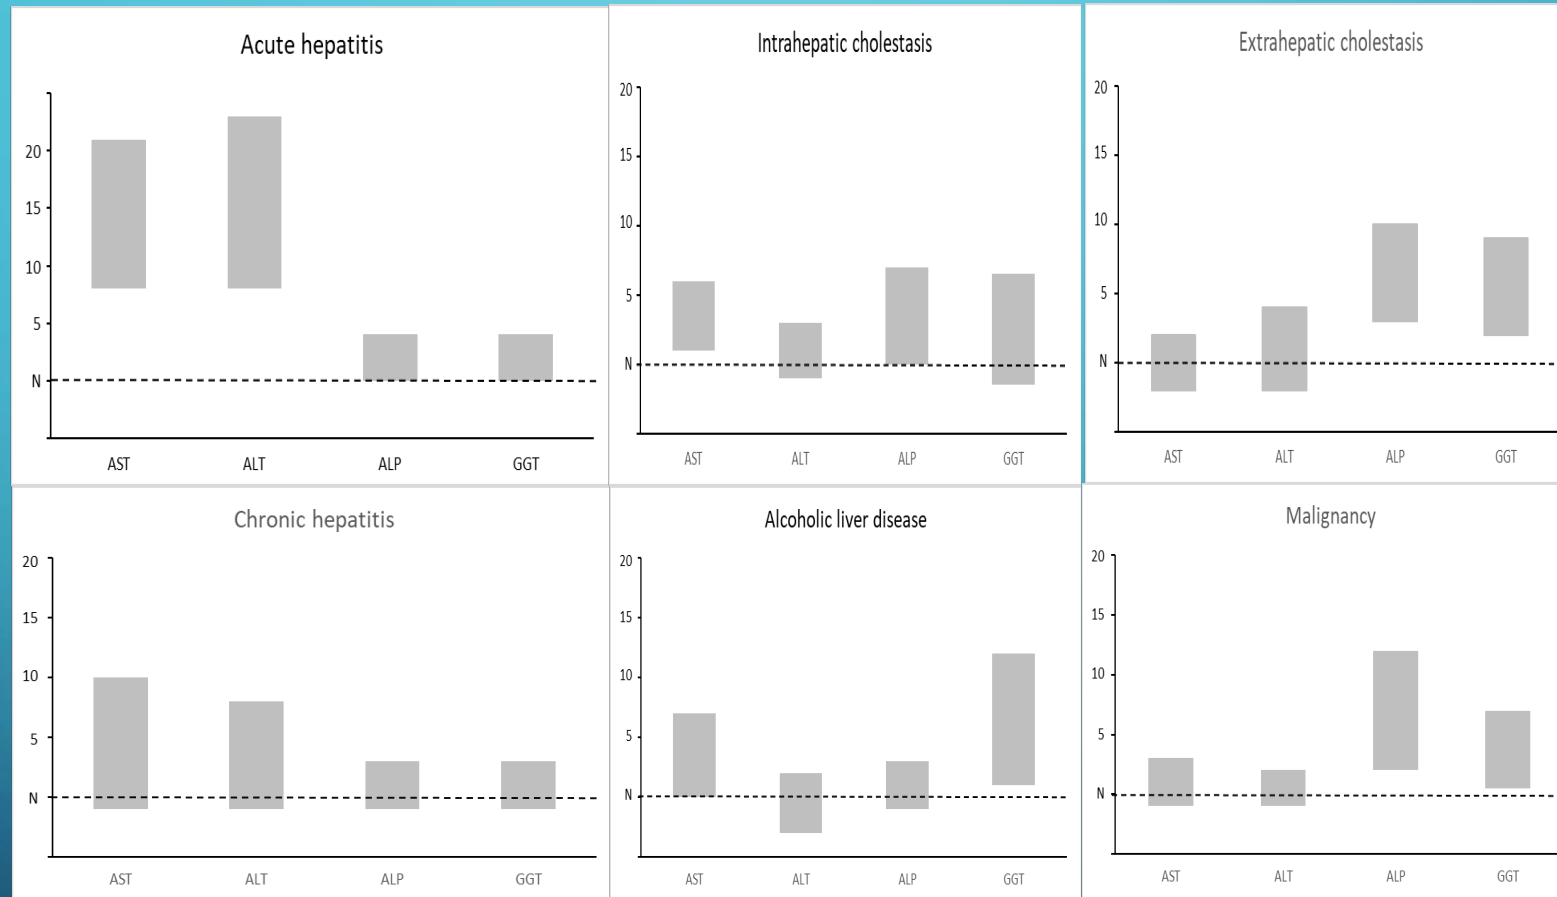 Acute hepatitis
20
15
10
5
N
AST ALT ALP GGT
Intrahepatic cholestasis
20
15
10
5
N
AST ALT ALP GGT
Extrahepatic cholestasis
20
15
10
5
N
AST ALT ALP GGT
Chronic hepatitis
20
15
10
5
N
AST ALT ALP GGT
Alcoholic liver disease
20
15
10
5
N
AST ALT ALP GGT
Malignancy
20
15
10
5
N
AST ALT ALP GGT